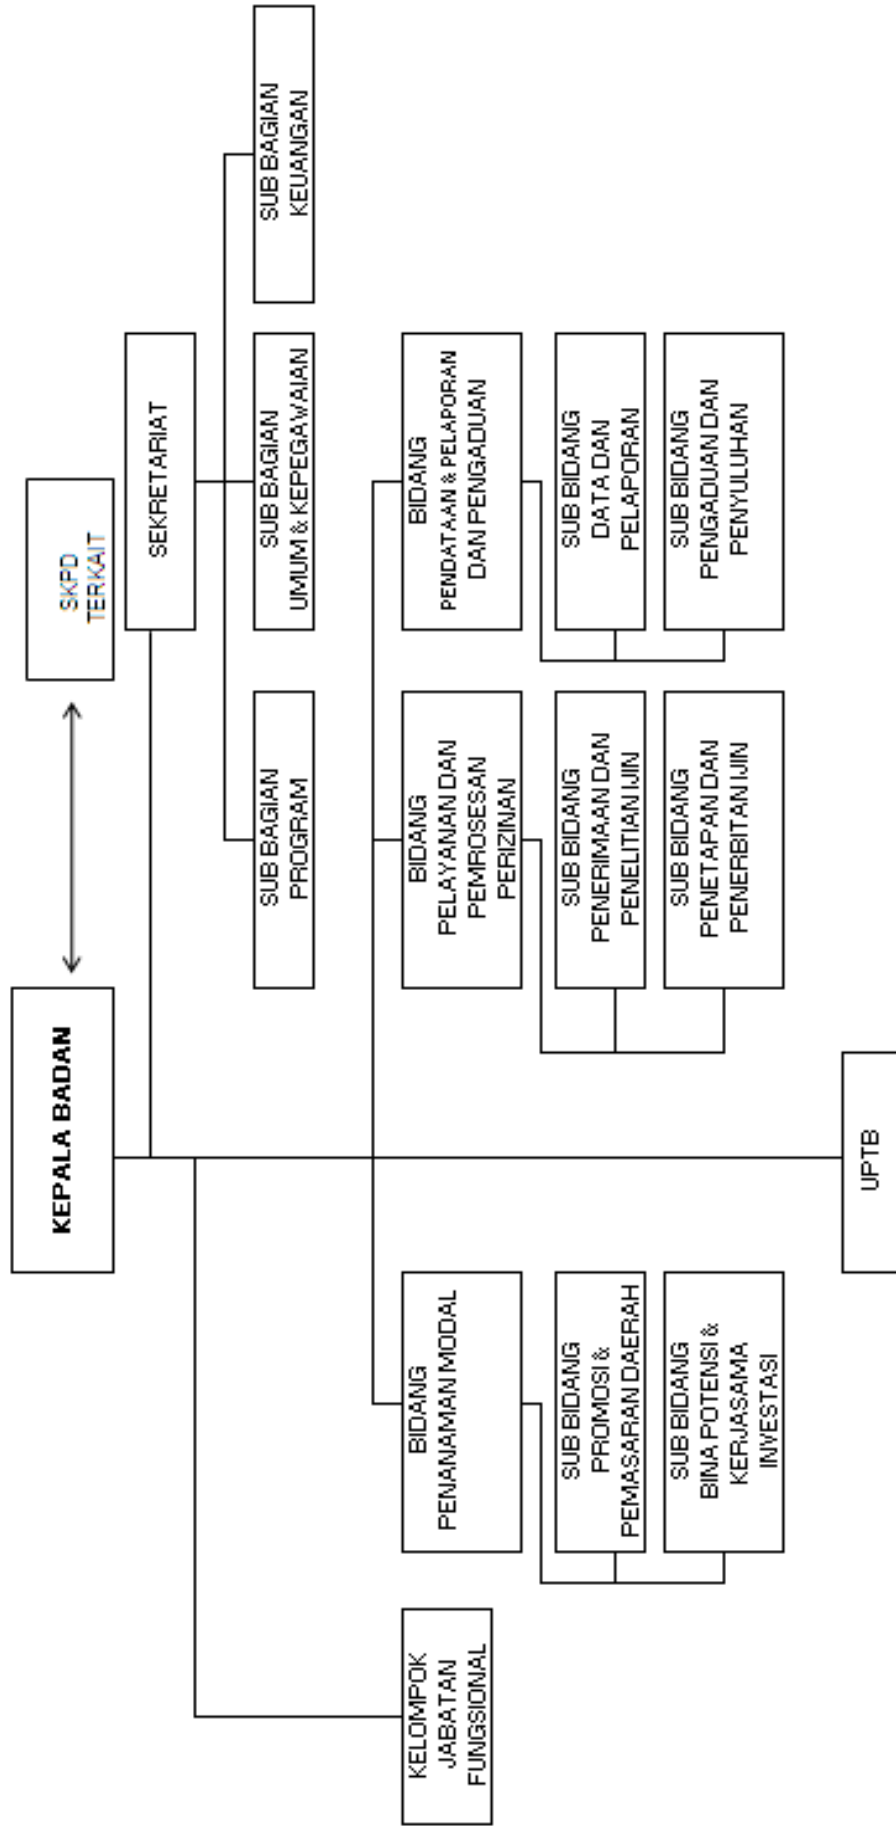 KEPALA BADAN
SKPD
TERKAIT
SEKRETARIAT
SUB BAGIAN
PROGRAM
SUB BAGIAN
UMUM & KEPEGAWAIAN
SUB BAGIAN
KEUANGAN
KELOMPOK
JABATAN
FUNGSIONAL
BIDANG
PENANAMAN MODAL
SUB BIDANG
PROMOSI &
PEMASARAN DAERAH
SUB BIDANG
BINA POTENSI &
KERJASAMA
INVESTASI
BIDANG
PELAYANAN DAN
PEMROSESAN
PERIZINAN
SUB BIDANG
PENERIMAAN DAN
PENELITIAN IJIN
SUB BIDANG
PENETAPAN DAN
PENERBITAN IJIN
BIDANG
PENDATAAN & PELAPORAN
DAN PENGADUAN
SUB BIDANG
DATA DAN
PELAPORAN
SUB BIDANG
PENGADUAN DAN
PENYULUHAN
UPTB